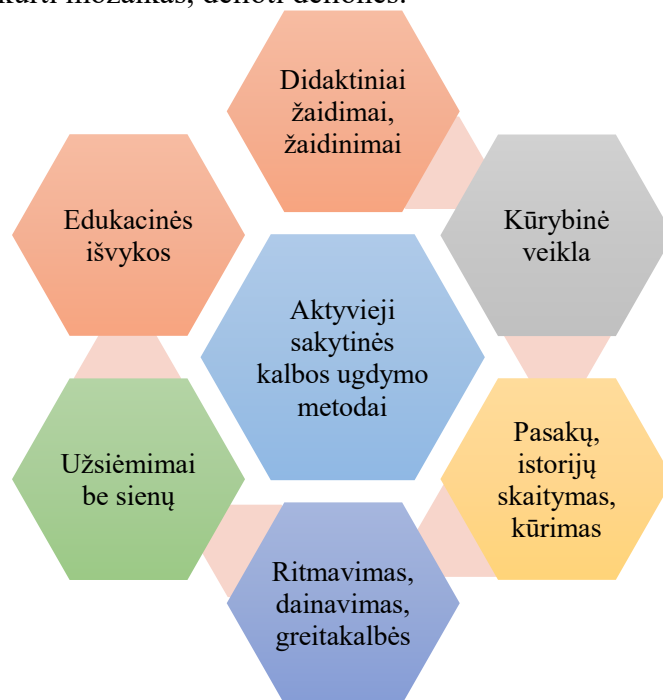 Didaktiniai
žaidimai,
žaidinimai
Edukacinės
išvykos
Kūrybinė
veikla
Aktyvieji
sakytinės
kalbos ugdymo
metodai
Užsiėmimai
be sienų
Pasakų,
istorijų
skaitymas,
kūrimas
Ritmavimas,
dainavimas,
greitakalbės